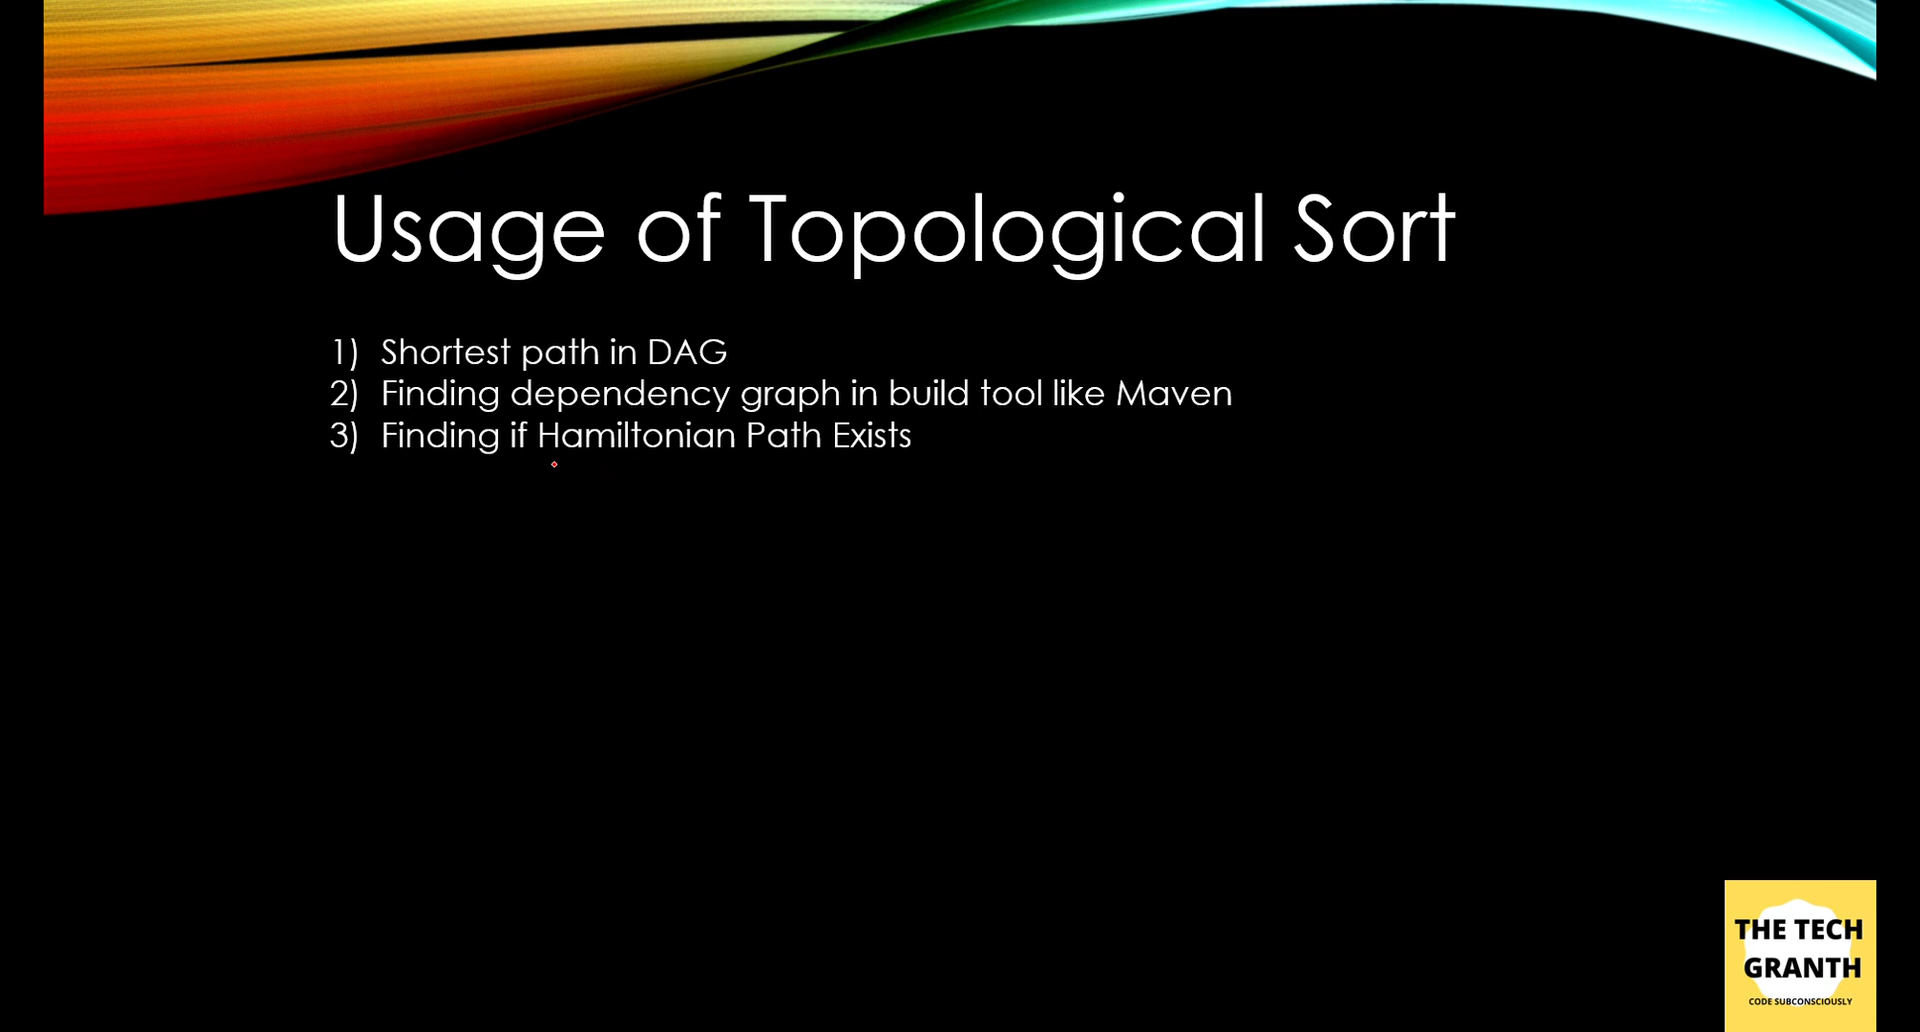 Usage of Topological Sort
1) Shortest path in DAG
2) Finding dependency graph in build tool like Maven
3) Finding if Hamiltonian Path Exists
THE TECH
GRANTH
CODE SUBCONSCIOUSLY